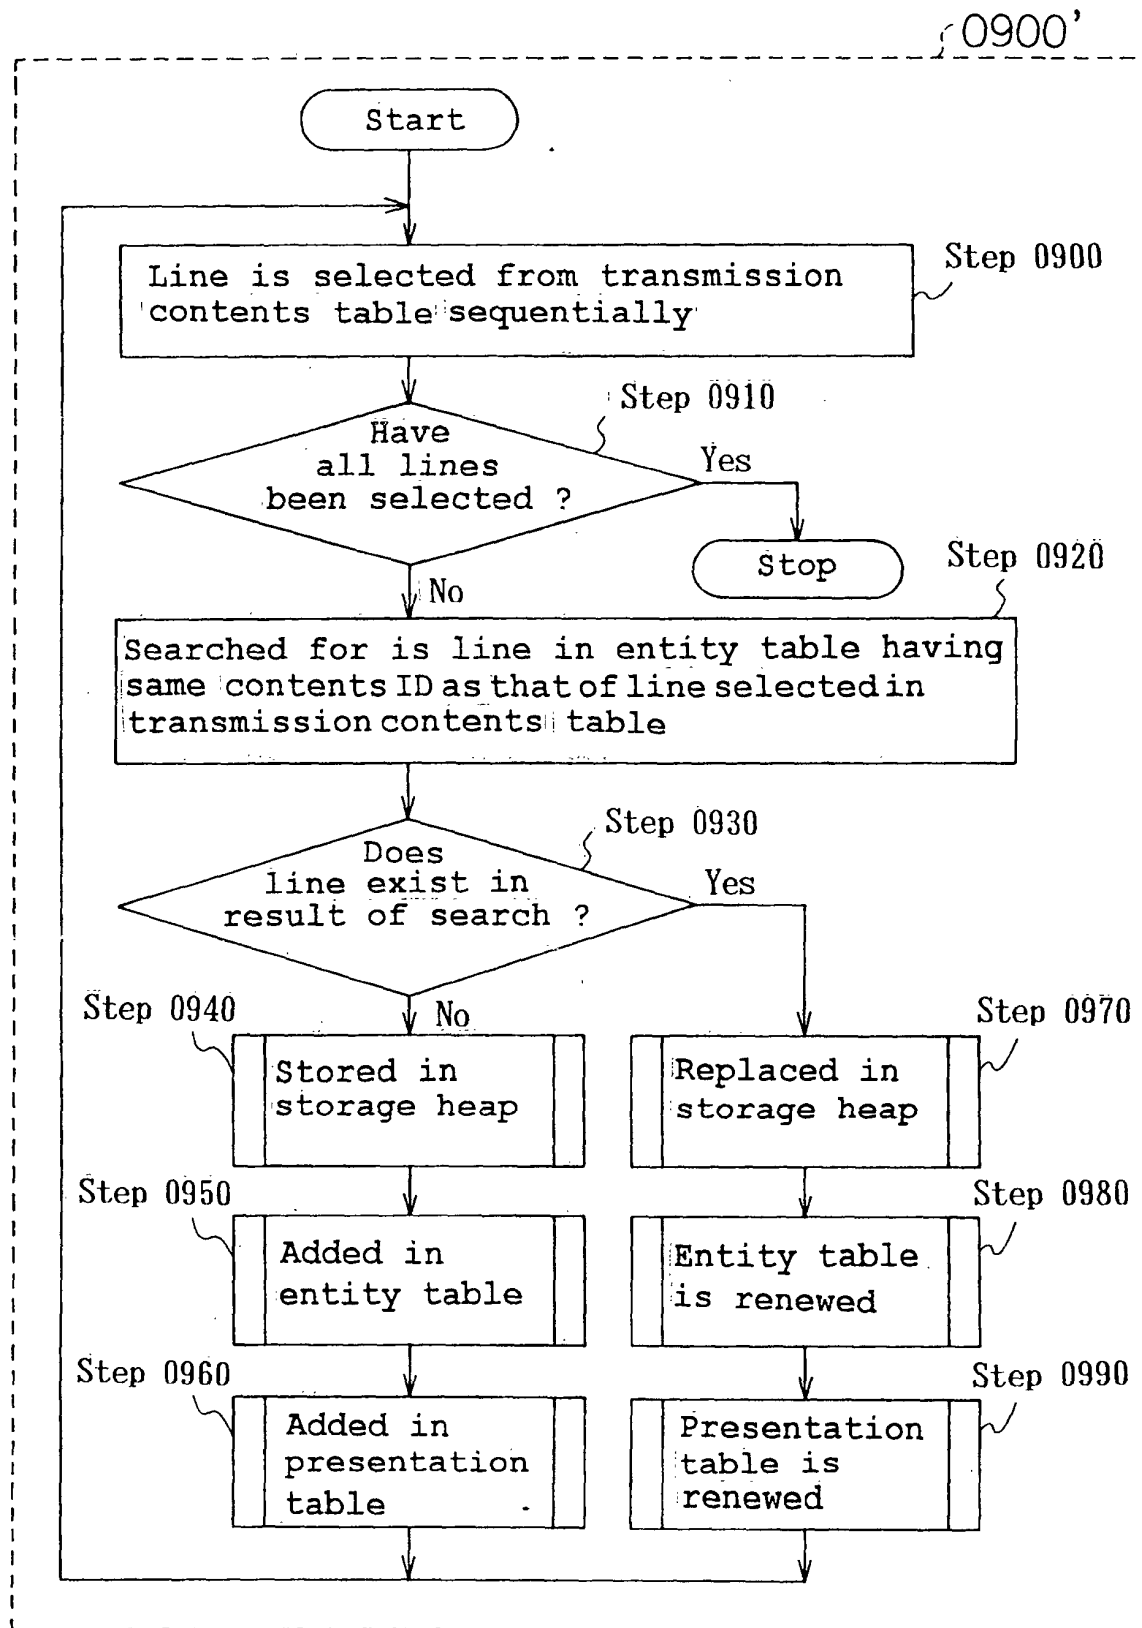 0900'
Start
Step 0900
Line is selected from transmission
contents table sequentially
Step 0910
Have
all lines
been selected ?
Yes
Stop
No
Step 0920
Searched for is line in entity table having
same contents ID as that of line selected in
transmission contents table
Step 0930
Does
line exist in
result of search ?
Yes
No
Step 0940
Stored in
storage heap
Step 0970
Replaced in
storage heap
Step 0950
Added in
entity table
Step 0980
Entity table
is renewed
Step 0960
Added in
presentation
table
Step 0990
Presentation
table is
renewed